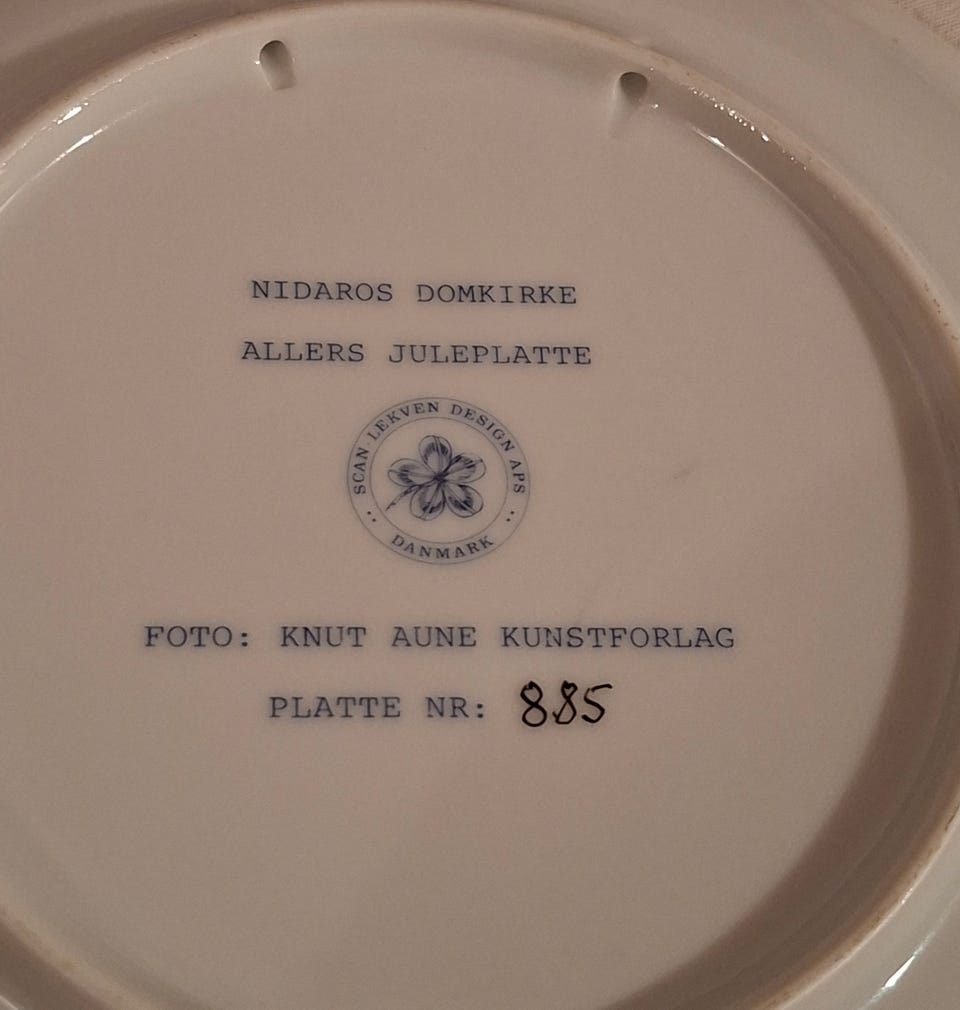 NIDAROS DOMKIRKE
ALLERS JULEPLATTE
SCAN-LEKVEN DESIGN APS
DANMARK
FOTO: KNUT AUNE KUNSTFORLAG
PLATTE NR: 885